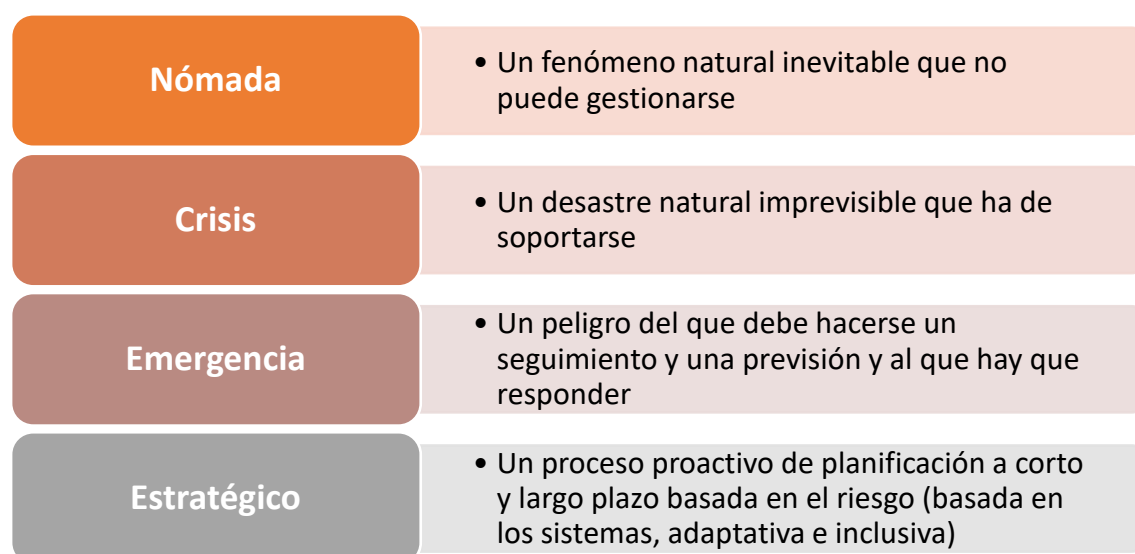 Nómada
• Un fenómeno natural inevitable que no
puede gestionarse
Crisis
• Un desastre natural imprevisible que ha de
soportarse
Emergencia
• Un peligro del que debe hacerse un
seguimiento y una previsión y al que hay que
responder
Estratégico
• Un proceso proactivo de planificación a corto
y largo plazo basada en el riesgo (basada en
los sistemas, adaptativa e inclusiva)